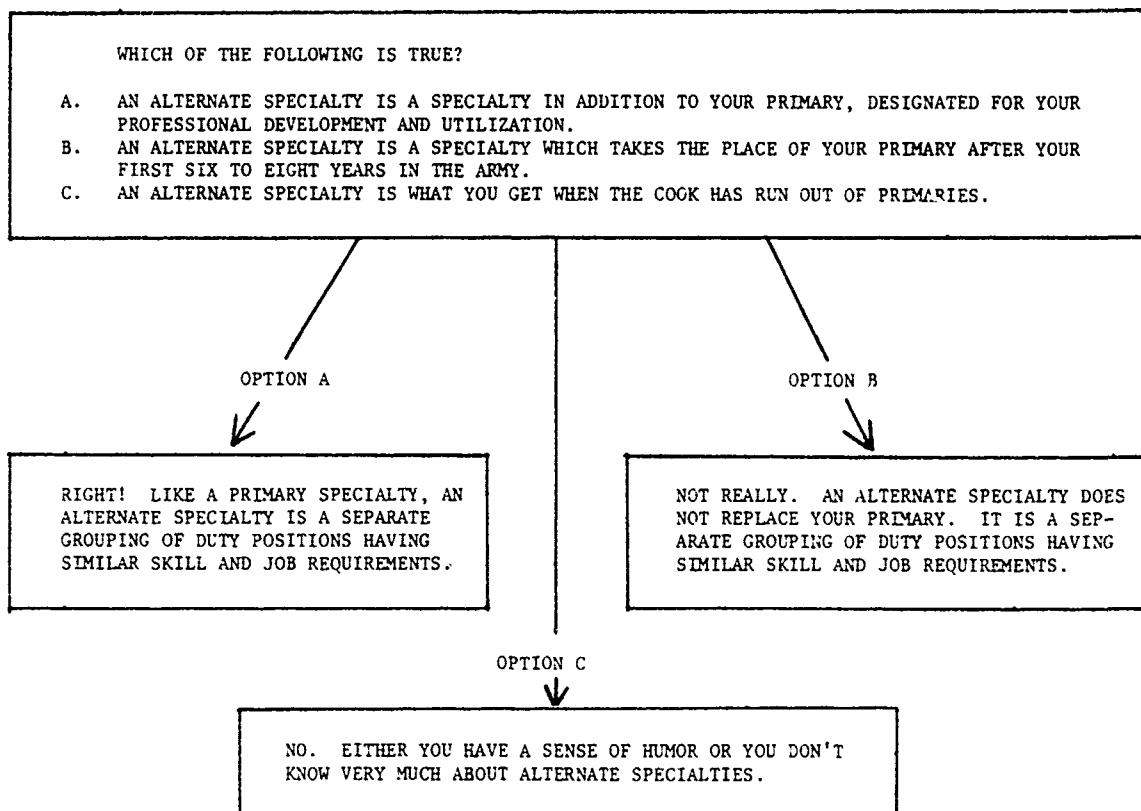 WHICH OF THE FOLLOWING IS TRUE?
A. AN ALTERNATE SPECIALTY IS A SPECIALTY IN ADDITION TO YOUR PRIMARY, DESIGNATED FOR YOUR
PROFESSIONAL DEVELOPMENT AND UTILIZATION.
B. AN ALTERNATE SPECIALTY IS A SPECIALTY WHICH TAKES THE PLACE OF YOUR PRIMARY AFTER YOUR
FIRST SIX TO EIGHT YEARS IN THE ARMY.
C. AN ALTERNATE SPECIALTY IS WHAT YOU GET WHEN THE COOK HAS RUN OUT OF PRIMARIES.
OPTION A
OPTION B
RIGHT! LIKE A PRIMARY SPECIALTY, AN
ALTERNATE SPECIALTY IS A SEPARATE
GROUPING OF DUTY POSITIONS HAVING
SIMILAR SKILL AND JOB REQUIREMENTS.
NOT REALLY. AN ALTERNATE SPECIALTY DOES
NOT REPLACE YOUR PRIMARY. IT IS A SEP-
ARATE GROUPING OF DUTY POSITIONS HAVING
SIMILAR SKILL AND JOB REQUIREMENTS.
OPTION C
NO. EITHER YOU HAVE A SENSE OF HUMOR OR YOU DON'T
KNOW VERY MUCH ABOUT ALTERNATE SPECIALTIES.